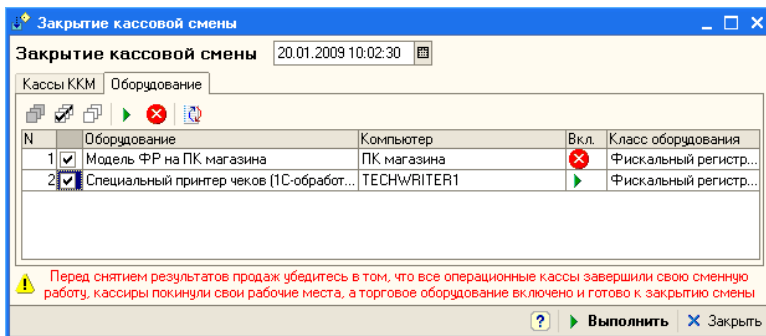 Закрытие кассовой смены
Закрытие кассовой смены 20.01.2009 10:02:30
Кассы ККМ Оборудование
N Оборудование Компьютер Вкл. Класс оборудования
1 Модель ФР на ПК магазина ПК магазина Фискальный регистр...
2 Специальный принтер чеков (1С-обработ... TECHWRITER1 Фискальный регистр...
Перед снятием результатов продаж убедитесь в том, что все операционные кассы завершили свою сменную
работу, кассиры покинули свои рабочие места, а торговое оборудование включено и готово к закрытию смены
? Выполнить Закрыть